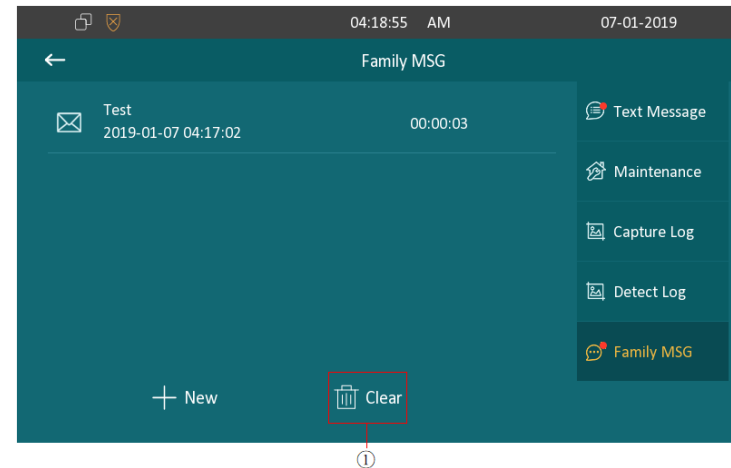 04:18:55 AM 07-01-2019
Family MSG
Test
2019-01-07 04:17:02
00:00:03
Text Message
Maintenance
Capture Log
Detect Log
Family MSG
New
Clear
①